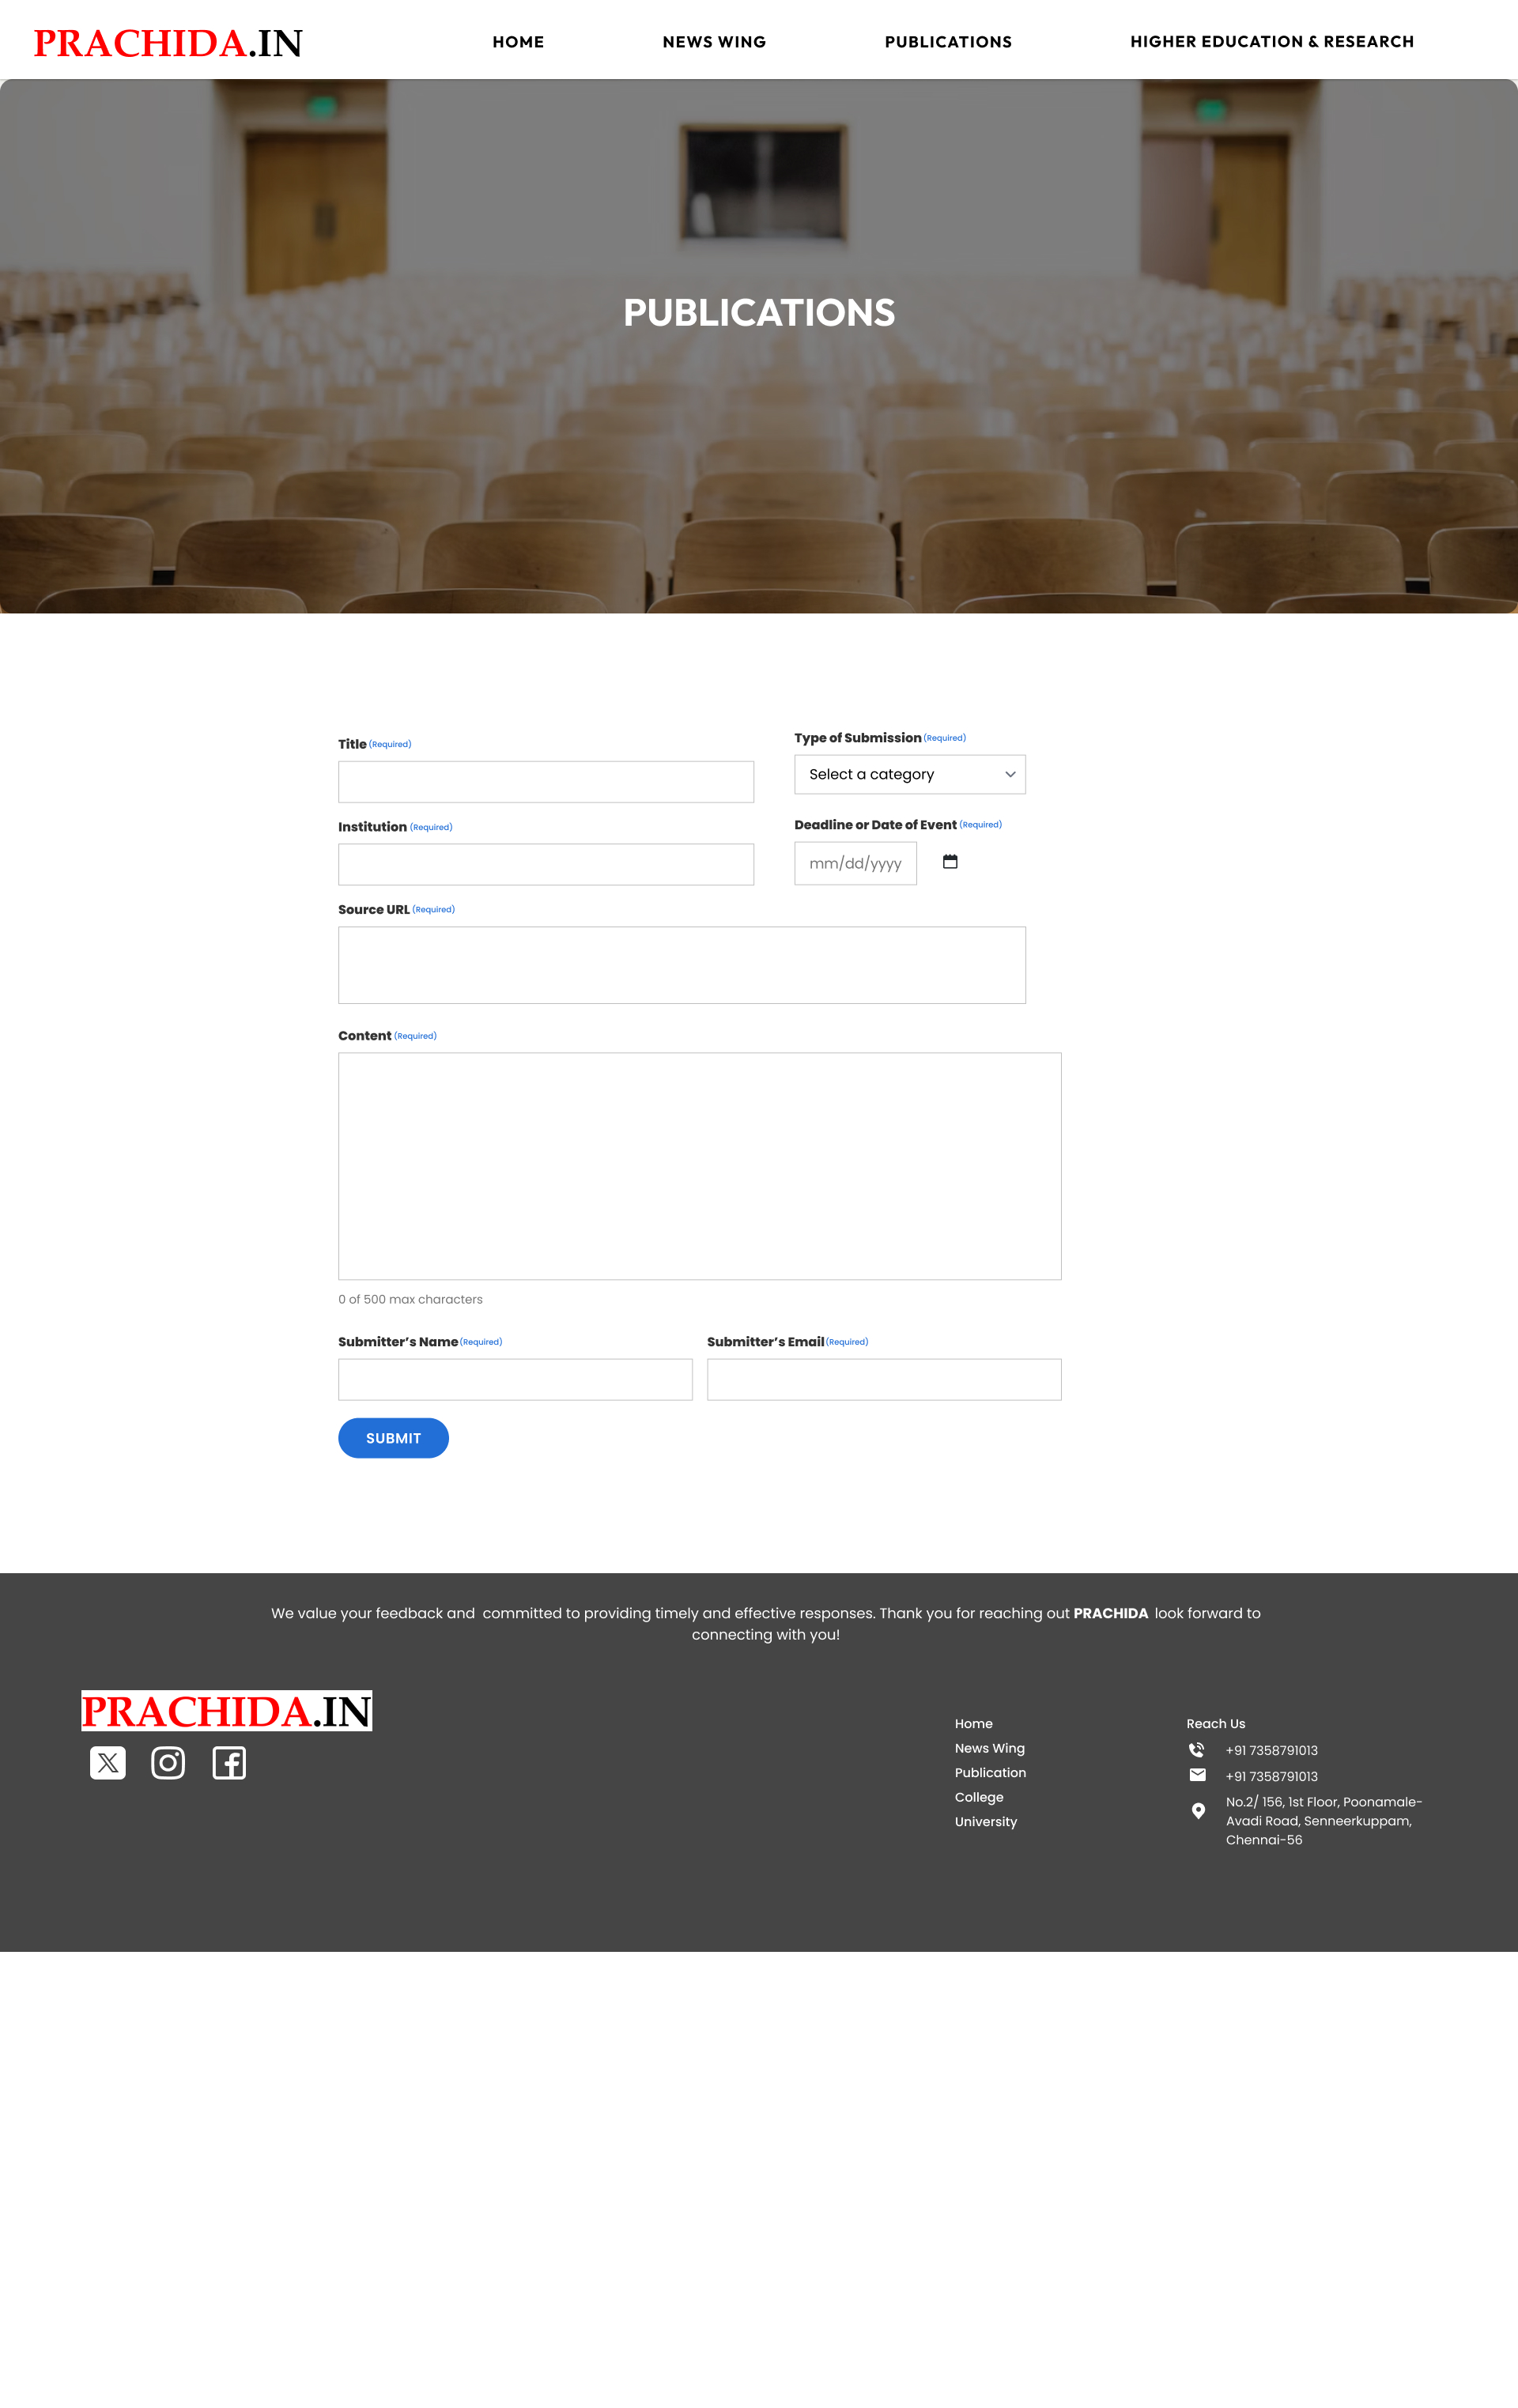 PRACHIDA.IN
HOME
NEWS WING
PUBLICATIONS
HIGHER EDUCATION & RESEARCH
PUBLICATIONS
Title (Required)
Type of Submission (Required)
Select a category
Institution (Required)
Deadline or Date of Event (Required)
mm/dd/yyyy
Source URL (Required)
Content (Required)
0 of 500 max characters
Submitter’s Name (Required)
Submitter’s Email (Required)
SUBMIT
We value your feedback and committed to providing timely and effective responses. Thank you for reaching out PRACHIDA look forward to
connecting with you!
PRACHIDA.IN
Home
News Wing
Publication
College
University
Reach Us
+91 7358791013
+91 7358791013
No.2/ 156, 1st Floor, Poonamale-
Avadi Road, Senneerkuppam,
Chennai-56